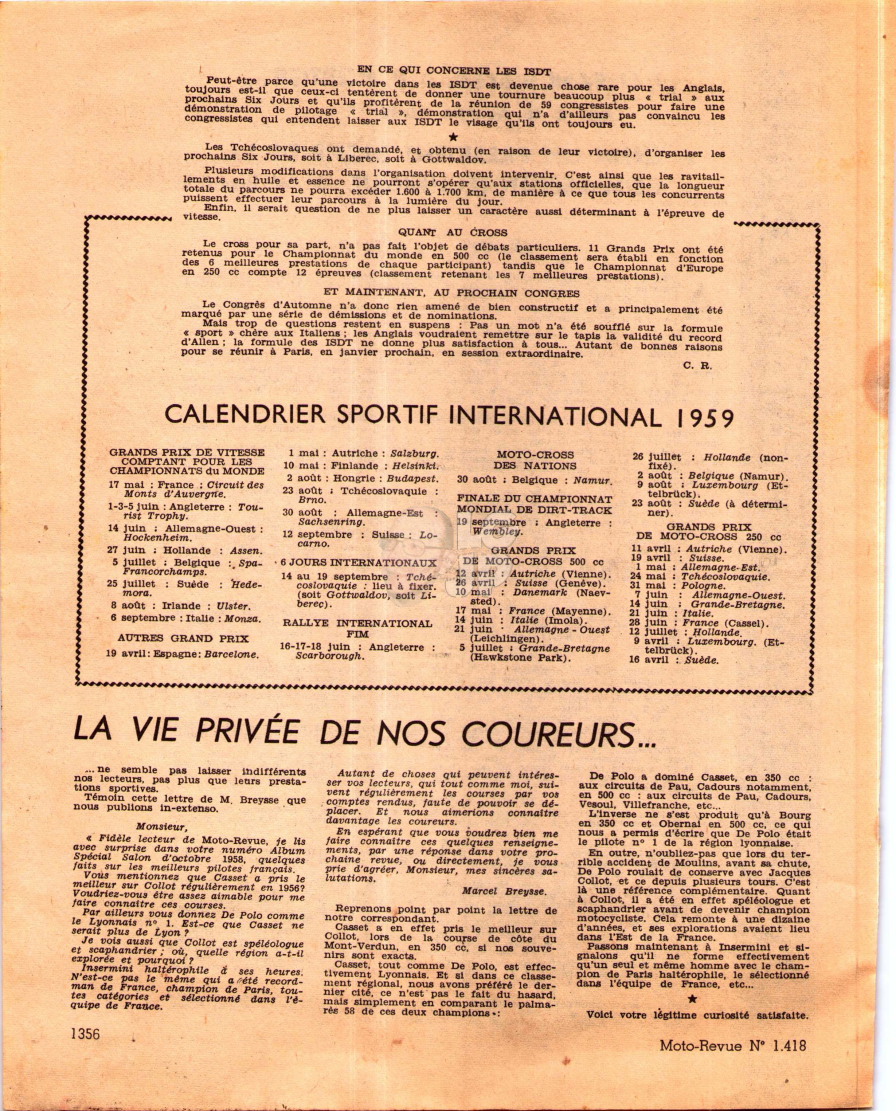 EN CE QUI CONCERNE LES ISDT
Peut-être parce qu'une victoire dans les ISDT est devenue chose rare pour les Anglais,
toujours est-il que ceux-ci tentèrent de donner une tournure beaucoup plus « trial » aux
prochains Six Jours et qu'ils profitèrent de la réunion de 59 congressistes pour faire une
démonstration de pilotage « trial », démonstration qui n'a d'ailleurs pas convaincu les
congressistes qui entendent laisser aux ISDT le visage qu'ils ont toujours eu.
★
Les Tchécoslovaques ont demandé, et obtenu (en raison de leur victoire), d'organiser les
prochains Six Jours, soit à Liberec, soit à Gottwaldov.
Plusieurs modifications dans l'organisation doivent intervenir. C'est ainsi que les ravitail-
lements en huile et essence ne pourront s'opérer qu'aux stations officielles, que la longueur
totale du parcours ne pourra excéder 1.600 à 1.700 km, de manière à ce que tous les concurrents
puissent effectuer leur parcours à la lumière du jour.
Enfin, il serait question de ne plus laisser un caractère aussi déterminant à l'épreuve de
vitesse.
QUANT AU CROSS
Le cross pour sa part, n'a pas fait l'objet de débats particuliers. 11 Grands Prix ont été
retenus pour le Championnat du monde en 500 cc (le classement sera établi en fonction
des 6 meilleures prestations de chaque participant) tandis que le Championnat d'Europe
en 250 cc compte 12 épreuves (classement retenant les 7 meilleures prestations).
ET MAINTENANT, AU PROCHAIN CONGRES
Le Congrès d'Automne n'a donc rien amené de bien constructif et a principalement été
marqué par une série de démissions et de nominations.
Mais trop de questions restent en suspens : Pas un mot n'a été soufflé sur la formule
« sport » chère aux Italiens ; les Anglais voudraient remettre sur le tapis la validité du record
d'Allen ; la formule des ISDT ne donne plus satisfaction à tous... Autant de bonnes raisons
pour se réunir à Paris, en janvier prochain, en session extraordinaire.
C. R.
CALENDRIER SPORTIF INTERNATIONAL 1959
GRANDS PRIX DE VITESSE
COMPTANT POUR LES
CHAMPIONNATS du MONDE
17 mai : France : Circuit des
Monts d'Auvergne.
1-3-5 juin : Angleterre : Tou-
rist Trophy.
14 juin : Allemagne-Ouest :
Hockenheim.
27 juin : Hollande : Assen.
5 juillet : Belgique : Spa-
Francorchamps.
25 juillet : Suède : Hede-
mora.
8 août : Irlande : Ulster.
6 septembre : Italie : Monza.
AUTRES GRAND PRIX
19 avril : Espagne : Barcelone.
1 mai : Autriche : Salzburg.
10 mai : Finlande : Helsinki.
2 août : Hongrie : Budapest.
23 août : Tchécoslovaquie :
Brno.
30 août : Allemagne-Est :
Sachsenring.
12 septembre : Suisse : Lo-
carno.
6 JOURS INTERNATIONAUX
14 au 19 septembre : Tché-
coslovaquie : lieu à fixer.
(soit Gottwaldov, soit Li-
berec).
RALLYE INTERNATIONAL
FIM
16-17-18 juin : Angleterre :
Scarborough.
MOTO-CROSS
DES NATIONS
30 août : Belgique : Namur.
FINALE DU CHAMPIONNAT
MONDIAL DE DIRT-TRACK
19 septembre : Angleterre :
Wembley.
GRANDS PRIX
DE MOTO-CROSS 500 cc
12 avril : Autriche (Vienne).
26 avril : Suisse (Genève).
10 mai : Danemark (Naev-
sted).
17 mai : France (Mayenne).
14 juin : Italie (Imola).
21 juin : Allemagne - Ouest
(Leichlingen).
5 juillet : Grande-Bretagne
(Hawkstone Park).
26 juillet : Hollande (non-
fixé).
2 août : Belgique (Namur).
9 août : Luxembourg (Et-
telbrück).
23 août : Suède (à détermi-
ner).
GRANDS PRIX
DE MOTO-CROSS 250 cc
11 avril : Autriche (Vienne).
19 avril : Suisse.
1 mai : Allemagne-Est.
24 mai : Tchécoslovaquie.
31 mai : Pologne.
7 juin : Allemagne-Ouest.
14 juin : Grande-Bretagne.
21 juin : Italie.
28 juin : France (Cassel).
12 juillet : Hollande.
9 avril : Luxembourg. (Et-
telbrück).
16 avril : Suède.
LA VIE PRIVÉE DE NOS COUREURS...
... ne semble pas laisser indifférents
nos lecteurs, pas plus que leurs presta-
tions sportives.
Témoin cette lettre de M. Breysse que
nous publions in-extenso.
Monsieur,
« Fidèle lecteur de Moto-Revue, je lis
avec surprise dans votre numéro Album
Spécial Salon d'octobre 1958, quelques
faits sur les meilleurs pilotes français.
Vous mentionnez que Casset a pris le
meilleur sur Collot régulièrement en 1956?
Voudriez-vous être assez aimable pour me
faire connaître ces courses.
Par ailleurs vous donnez De Polo comme
le Lyonnais n° 1. Est-ce que Casset ne
serait plus de Lyon ?
Je vois aussi que Collot est spéléologue
et scaphandrier ; où, quelle région a-t-il
explorée et pourquoi ?
Insermini haltérophile à ses heures.
N'est-ce pas le même qui a été record-
man de France, champion de Paris, tou-
tes catégories et sélectionné dans l'é-
quipe de France.
Autant de choses qui peuvent intéres-
ser vos lecteurs, qui tout comme moi, sui-
vent régulièrement les courses par vos
comptes rendus, faute de pouvoir se dé-
placer. Et nous aimerions connaître
davantage les coureurs.
En espérant que vous voudres bien me
faire connaître ces quelques renseigne-
ments, par une réponse dans votre pro-
chaine revue, ou directement, je vous
prie d'agréer, Monsieur, mes sincères sa-
lutations.
Marcel Breysse.
Reprenons point par point la lettre de
notre correspondant.
Casset a en effet pris le meilleur sur
Collot, lors de la course de côte du
Mont-Verdun, en 350 cc, si nos souve-
nirs sont exacts.
Casset, tout comme De Polo, est effec-
tivement Lyonnais. Et si dans ce classe-
ment régional, nous avons préféré le der-
nier cité, ce n'est pas le fait du hasard,
mais simplement en comparant le palma-
rès 58 de ces deux champions :
De Polo a dominé Casset, en 350 cc :
aux circuits de Pau, Cadours notamment,
en 500 cc : aux circuits de Pau, Cadours,
Vesoul, Villefranche, etc...
L'inverse ne s'est produit qu'à Bourg
en 350 cc et Obernai en 500 cc, ce qui
nous a permis d'écrire que De Polo était
le pilote n° 1 de la région lyonnaise.
En outre, n'oubliez-pas que lors du ter-
rible accident de Moulins, avant sa chute,
De Polo roulait de conserve avec Jacques
Collot, et ce depuis plusieurs tours. C'est
là une référence complémentaire. Quant
à Collot, il a été en effet spéléologue et
scaphandrier avant de devenir champion
motocycliste. Cela remonte à une dizaine
d'années, et ses explorations avaient lieu
dans l'Est de la France.
Passons maintenant à Insermini et si-
gnalons qu'il ne forme effectivement
qu'un seul et même homme avec le cham-
pion de Paris haltérophile, le sélectionné
dans l'équipe de France, etc...
★
Voici votre légitime curiosité satisfaite.
1356
Moto-Revue N° 1.418